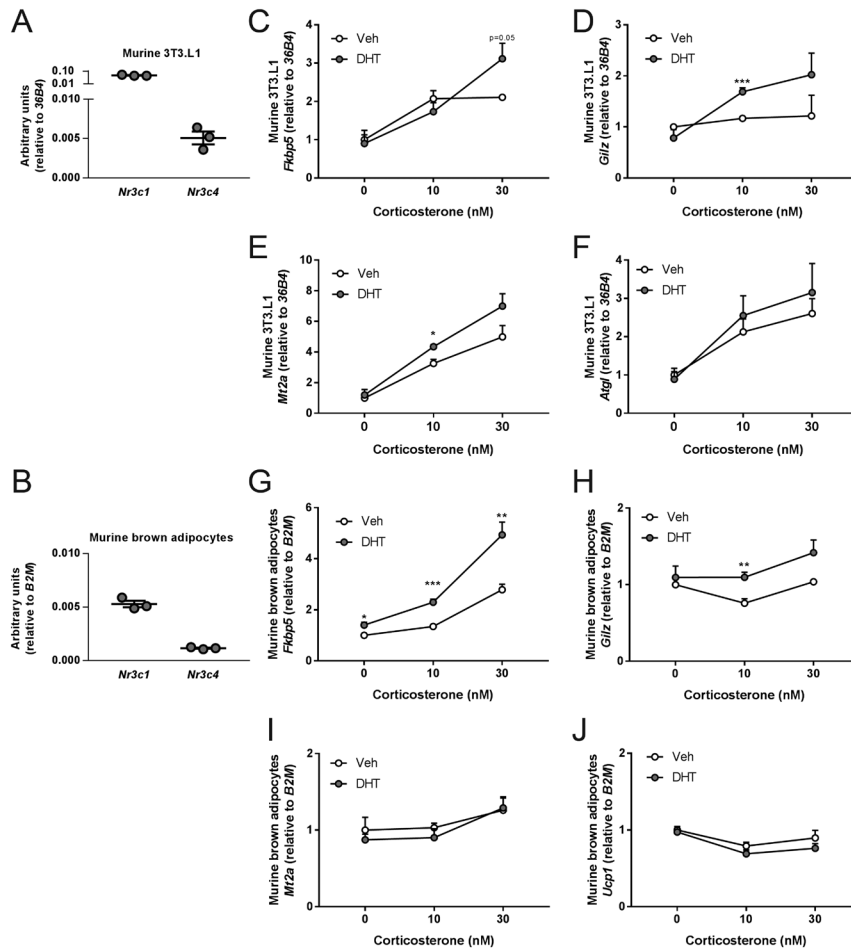 A
Murine 3T3.L1
Arbitrary units
(relative to 36B4)
0.10
0.01
0.010
0.005
0.000
Nr3c1
Nr3c4
C
Murine 3T3.L1
Fkbp5 (relative to 36B4)
4
3
2
1
0
Veh
DHT
p=0.05
0
10
30
Corticosterone (nM)
D
Murine 3T3.L1
Gilz (relative to 36B4)
3
2
1
0
Veh
DHT
***
0
10
30
Corticosterone (nM)
E
Murine 3T3.L1
Mt2a (relative to 36B4)
10
8
6
4
2
0
Veh
DHT
*
0
10
30
Corticosterone (nM)
F
Murine 3T3.L1
Atgl (relative to 36B4)
4
3
2
1
0
Veh
DHT
0
10
30
Corticosterone (nM)
B
Murine brown adipocytes
Arbitrary units
(relative to B2M)
0.010
0.005
0.000
Nr3c1
Nr3c4
G
Murine brown adipocytes
Fkbp5 (relative to B2M)
6
4
2
0
Veh
DHT
*
***
**
0
10
30
Corticosterone (nM)
H
Murine brown adipocytes
Gilz (relative to B2M)
2
1
0
Veh
DHT
**
0
10
30
Corticosterone (nM)
I
Murine brown adipocytes
Mt2a (relative to B2M)
2
1
0
Veh
DHT
0
10
30
Corticosterone (nM)
J
Murine brown adipocytes
Ucp1 (relative to B2M)
2
1
0
Veh
DHT
0
10
30
Corticosterone (nM)